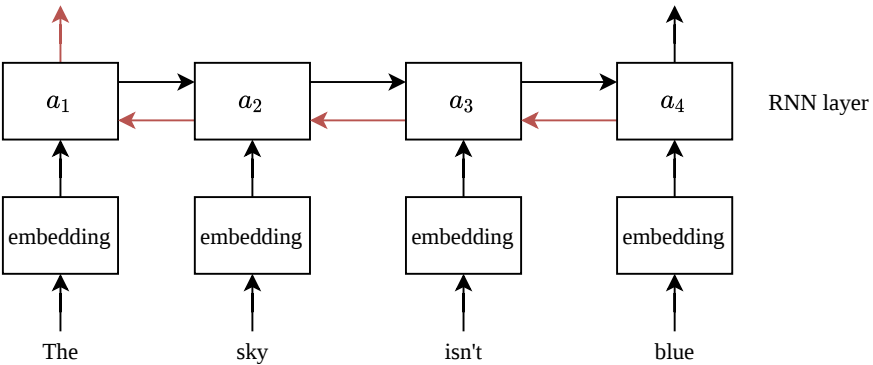 a₁ a₂ a₃ a₄ RNN layer
embedding embedding embedding embedding
The sky isn't blue